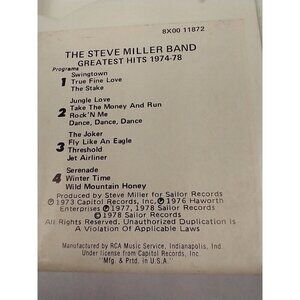 8X00 11872
THE STEVE MILLER BAND
GREATEST HITS 1974-78
Programs
Swingtown
1 True Fine Love
The Stake
Jungle Love
2 Take The Money And Run
Rock'N Me
Dance, Dance, Dance
The Joker
3 Fly Like An Eagle
Threshold
Jet Airliner
Serenade
4 Winter Time
Wild Mountain Honey
Produced by Steve Miller for Sailor Records
℗ 1973 Capitol Records, Inc. ℗ 1976 Haworth
Enterprises ℗ 1977, 1978 Sailor Records
© 1978 Sailor Records
All Rights Reserved. Unauthorized Duplication Is
A Violation Of Applicable Laws
Manufactured by RCA Music Service, Indianapolis, Ind
Under license from Capitol Records, Inc.
"Mfg. & Prtd. in U.S.A."